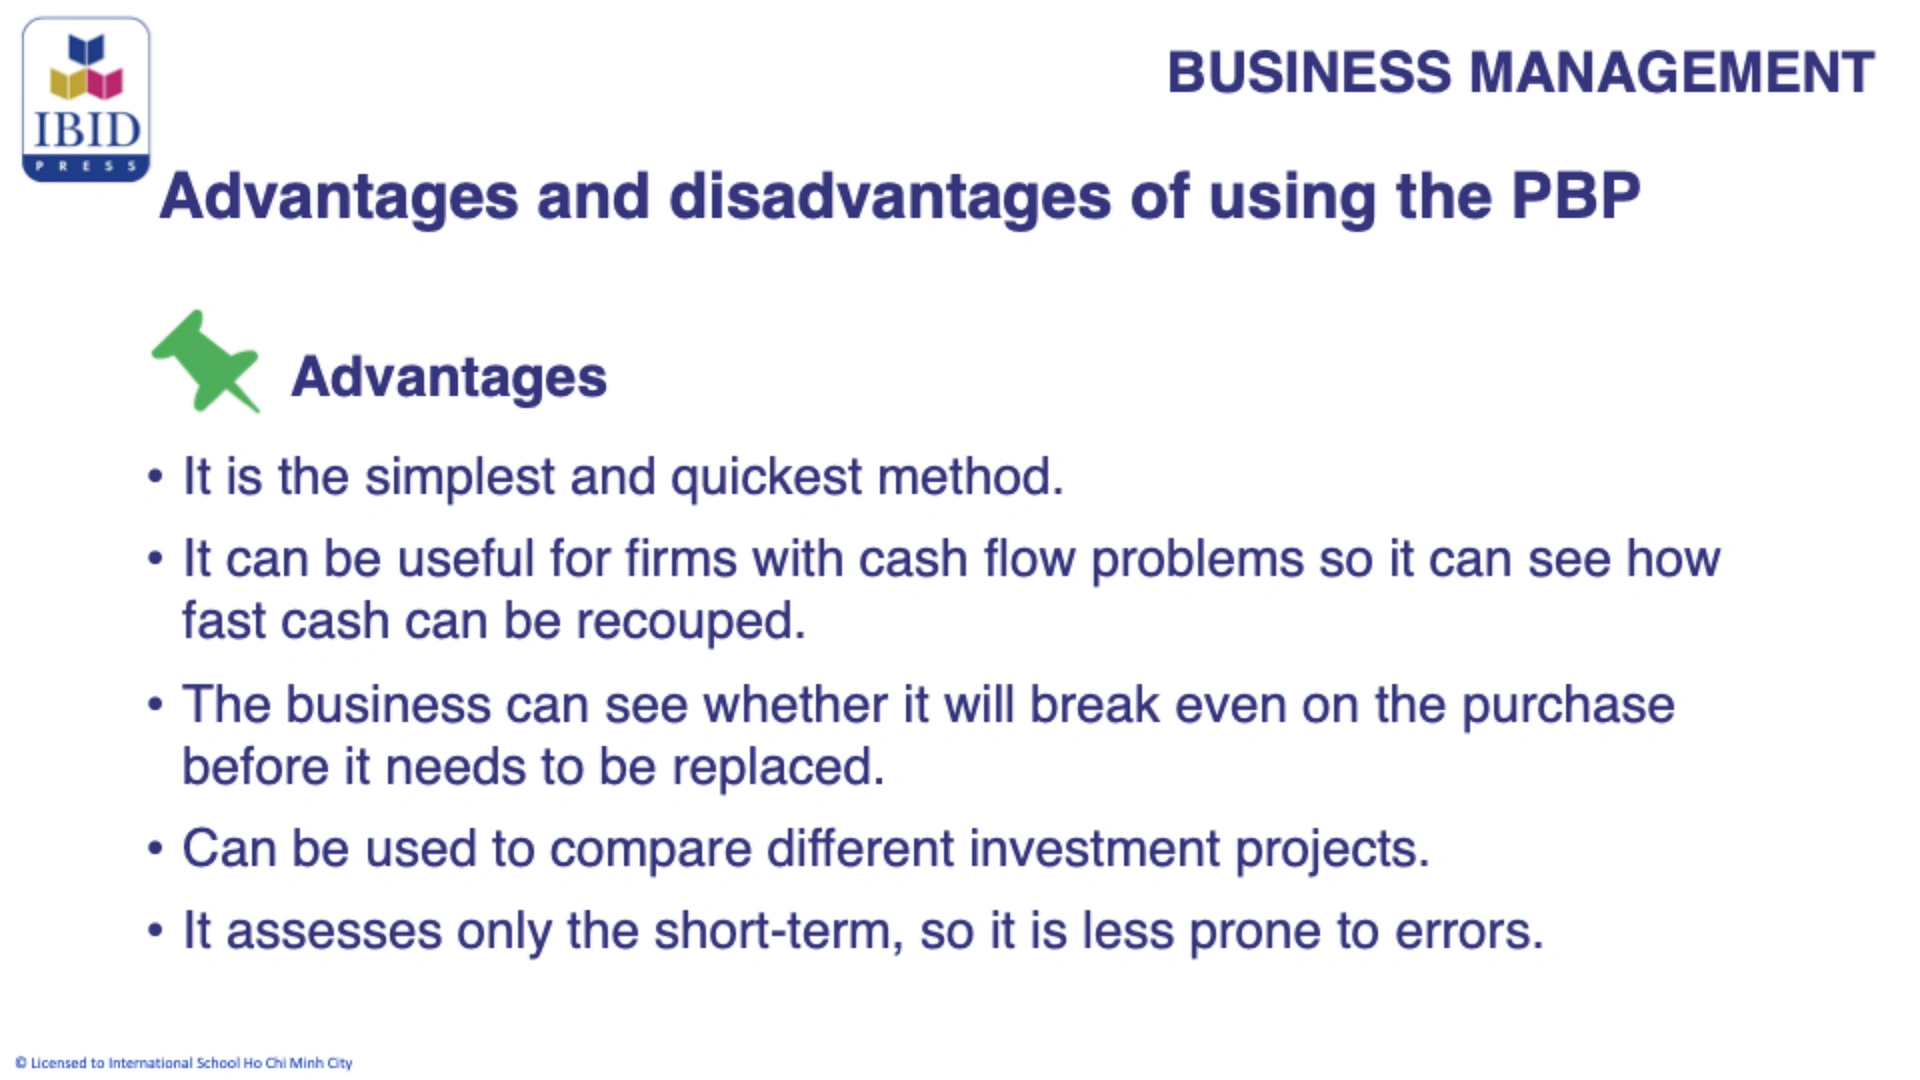 IBID
PRESS
BUSINESS MANAGEMENT
Advantages and disadvantages of using the PBP
Advantages
• It is the simplest and quickest method.
• It can be useful for firms with cash flow problems so it can see how
fast cash can be recouped.
• The business can see whether it will break even on the purchase
before it needs to be replaced.
• Can be used to compare different investment projects.
• It assesses only the short-term, so it is less prone to errors.
© Licensed to International School Ho Chi Minh City